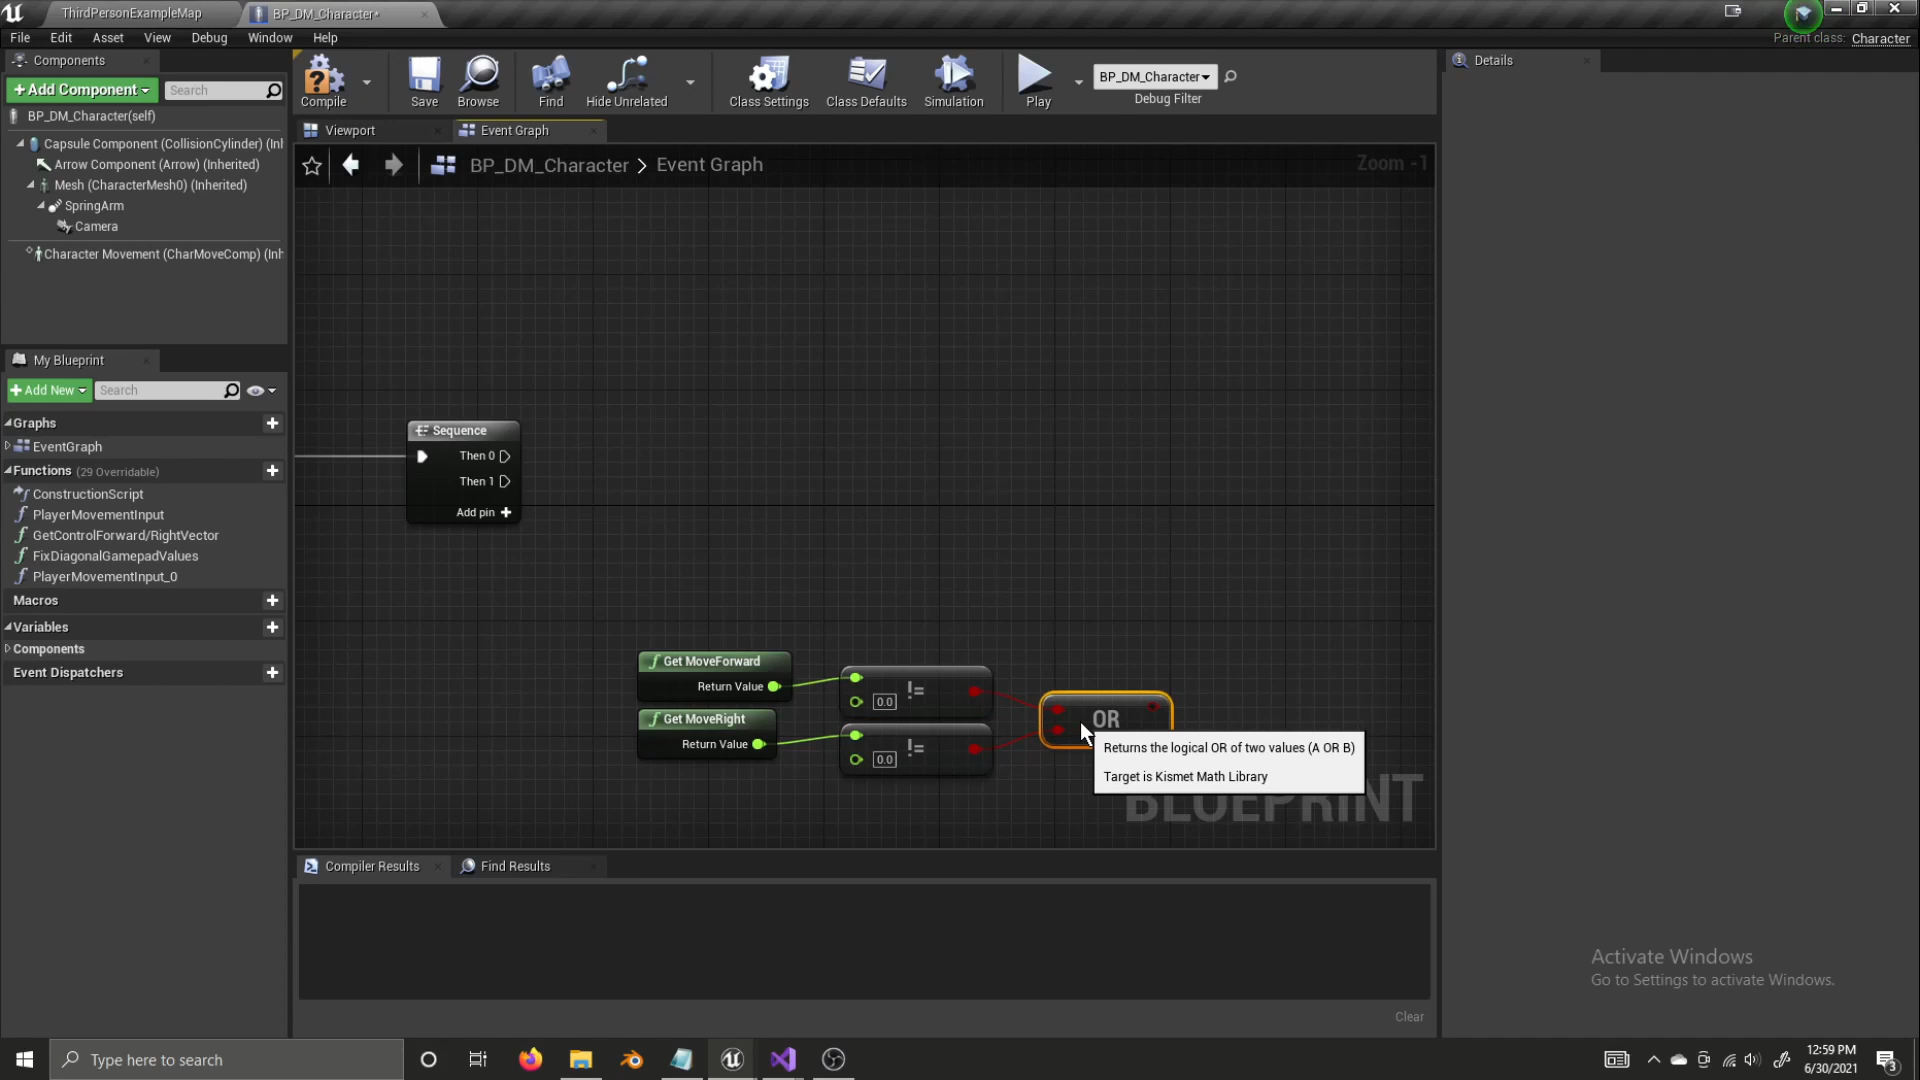 ThirdPersonExampleMap
BP_DM_Character*
File Edit Asset View Debug Window Help
Parent class: Character
Components
+Add Component
Search
BP_DM_Character(self)
Capsule Component (CollisionCylinder) (Inh
Arrow Component (Arrow) (Inherited)
Mesh (CharacterMesh0) (Inherited)
SpringArm
Camera
Character Movement (CharMoveComp) (Inh
My Blueprint
+Add New
Search
Graphs
EventGraph
Functions (29 Overridable)
ConstructionScript
PlayerMovementInput
GetControlForward/RightVector
FixDiagonalGamepadValues
PlayerMovementInput_0
Macros
Variables
Components
Event Dispatchers
Compile
Save
Browse
Find
Hide Unrelated
Class Settings
Class Defaults
Simulation
Play
BP_DM_Character
Debug Filter
Viewport
Event Graph
BP_DM_Character > Event Graph
Zoom -1
Sequence
Then 0
Then 1
Add pin +
Get MoveForward
Return Value
Get MoveRight
Return Value
!=
0.0
!=
0.0
OR
Returns the logical OR of two values (A OR B)
Target is Kismet Math Library
BLUEPRINT
Compiler Results
Find Results
Clear
Details
Activate Windows
Go to Settings to activate Windows.
Type here to search
12:59 PM
6/30/2021
3